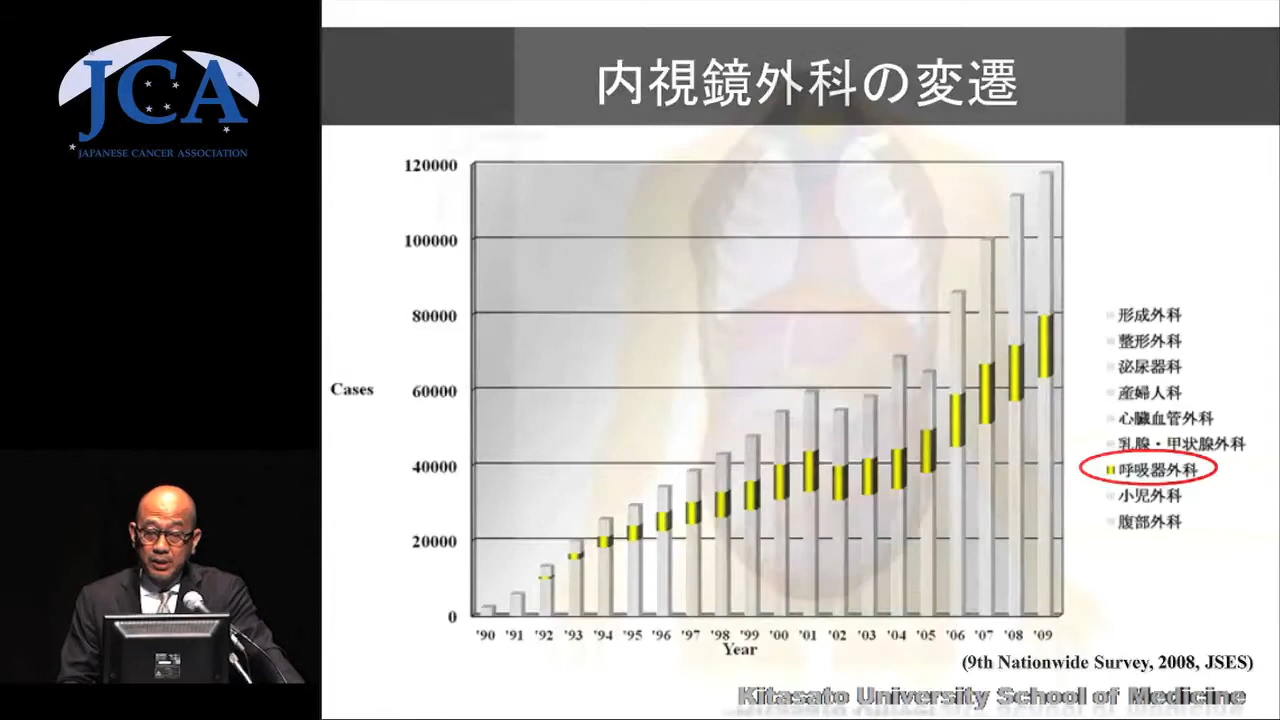 JCA
JAPANESE CANCER ASSOCIATION
内視鏡外科の変遷
120000
100000
80000
60000
40000
20000
0
Cases
'90 '91 '92 '93 '94 '95 '96 '97 '98 '99 '00 '01 '02 '03 '04 '05 '06 '07 '08 '09
Year
形成外科
整形外科
泌尿器科
産婦人科
心臓血管外科
乳腺・甲状腺外科
呼吸器外科
小児外科
腹部外科
(9th Nationwide Survey, 2008, JSES)
Kitasato University School of Medicine